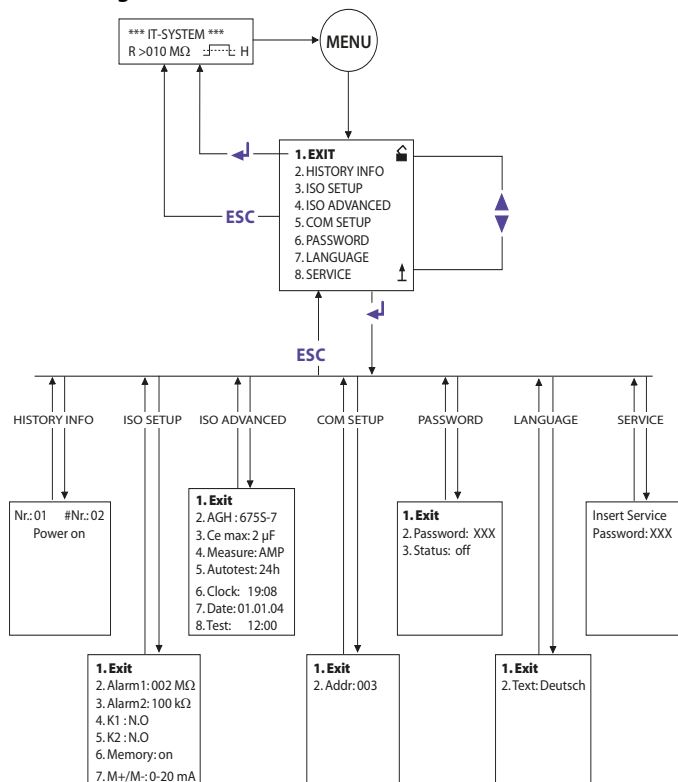 *** IT-SYSTEM ***
R >010 MΩ H
MENU
1. EXIT
2. HISTORY INFO
3. ISO SETUP
4. ISO ADVANCED
5. COM SETUP
6. PASSWORD
7. LANGUAGE
8. SERVICE
ESC
ESC
HISTORY INFO
ISO SETUP
ISO ADVANCED
COM SETUP
PASSWORD
LANGUAGE
SERVICE
Nr.: 01 #Nr.: 02
Power on
1. Exit
2. AGH : 675S-7
3. Ce max: 2 µF
4. Measure: AMP
5. Autotest: 24h
6. Clock: 19:08
7. Date: 01.01.04
8. Test: 12:00
1. Exit
2. Password: XXX
3. Status: off
Insert Service
Password: XXX
1. Exit
2. Alarm1: 002 MΩ
3. Alarm2: 100 kΩ
4. K1 : N.O
5. K2 : N.O
6. Memory: on
7. M+/M-: 0-20 mA
1. Exit
2. Addr: 003
1. Exit
2. Text: Deutsch